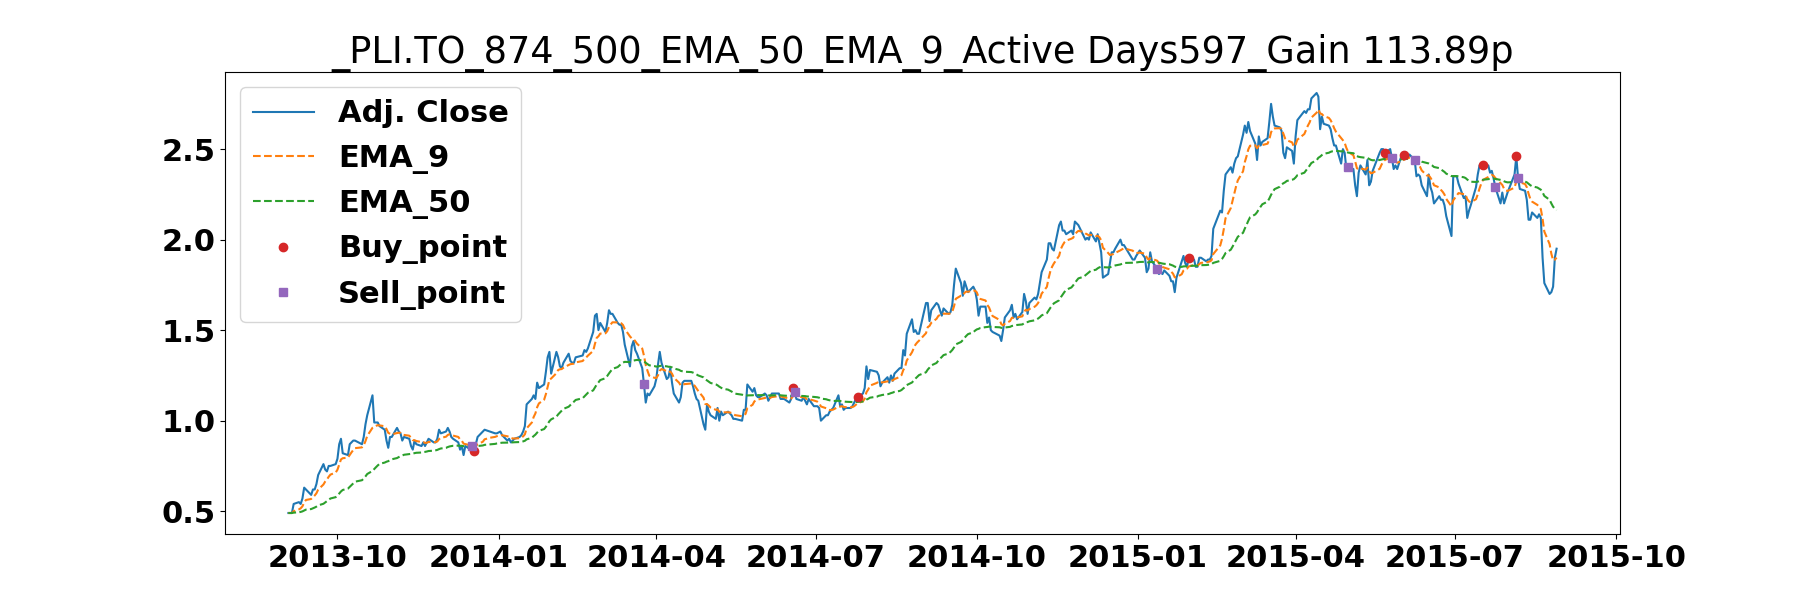 _PLI.TO_874_500_EMA_50_EMA_9_Active Days597_Gain 113.89p
Adj. Close
EMA_9
EMA_50
Buy_point
Sell_point
2.5
2.0
1.5
1.0
0.5
2013-10 2014-01 2014-04 2014-07 2014-10 2015-01 2015-04 2015-07 2015-10